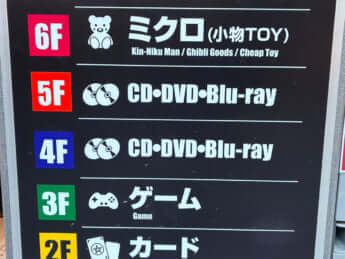 6F ミクロ(小物TOY)
Kin-Niku Man / Ghibli Goods / Cheap Toy
5F CD•DVD•Blu-ray
4F CD•DVD•Blu-ray
3F ゲーム
Game
2F カード